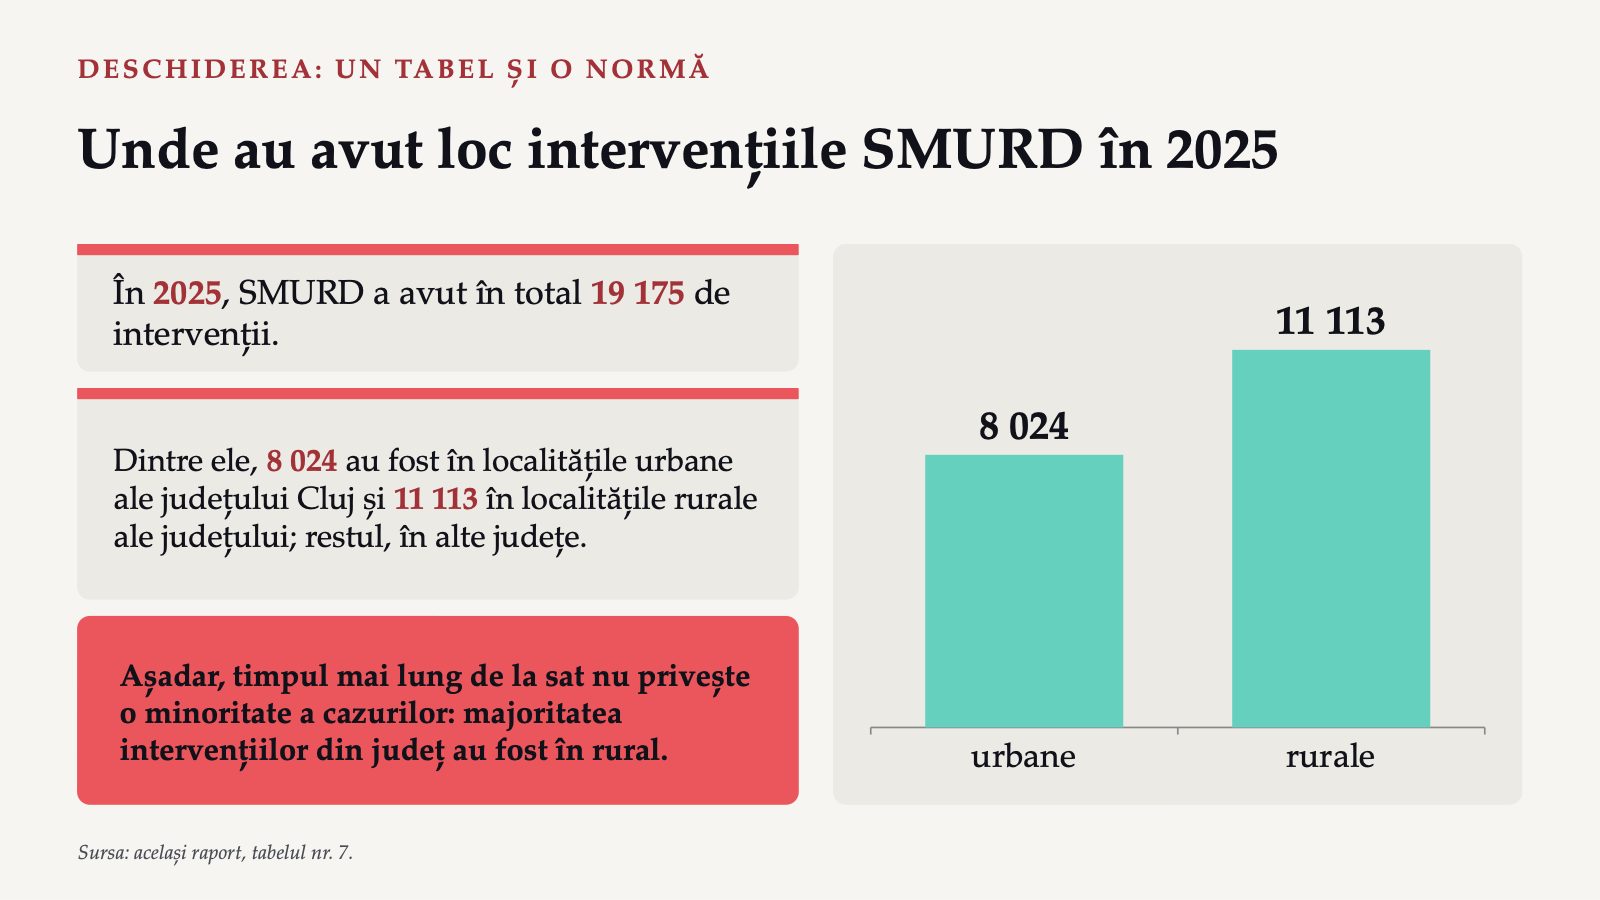 DESCHIDEREA: UN TABEL ȘI O NORMĂ
Unde au avut loc intervențiile SMURD în 2025
În 2025, SMURD a avut în total 19 175 de
intervenții.
Dintre ele, 8 024 au fost în localitățile urbane
ale județului Cluj și 11 113 în localitățile rurale
ale județului; restul, în alte județe.
Așadar, timpul mai lung de la sat nu privește
o minoritate a cazurilor: majoritatea
intervențiilor din județ au fost în rural.
8 024
11 113
urbane
rurale
Sursa: același raport, tabelul nr. 7.